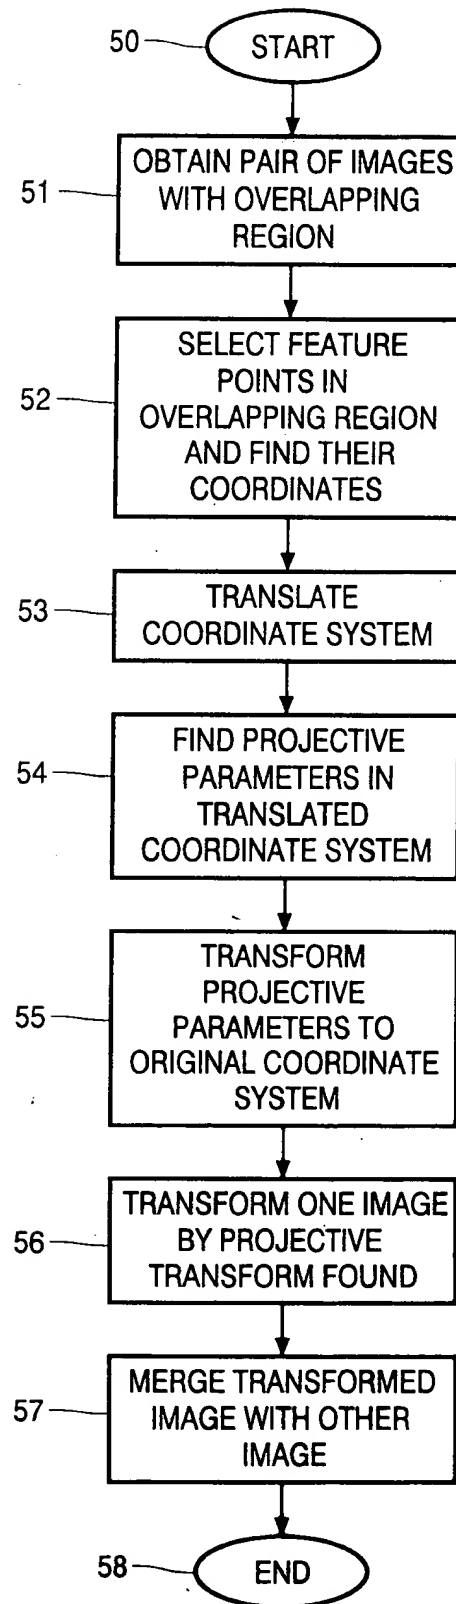 50 START
51 OBTAIN PAIR OF IMAGES
WITH OVERLAPPING
REGION
52 SELECT FEATURE
POINTS IN
OVERLAPPING REGION
AND FIND THEIR
COORDINATES
53 TRANSLATE
COORDINATE SYSTEM
54 FIND PROJECTIVE
PARAMETERS IN
TRANSLATED
COORDINATE SYSTEM
55 TRANSFORM
PROJECTIVE
PARAMETERS TO
ORIGINAL COORDINATE
SYSTEM
56 TRANSFORM ONE IMAGE
BY PROJECTIVE
TRANSFORM FOUND
57 MERGE TRANSFORMED
IMAGE WITH OTHER
IMAGE
58 END